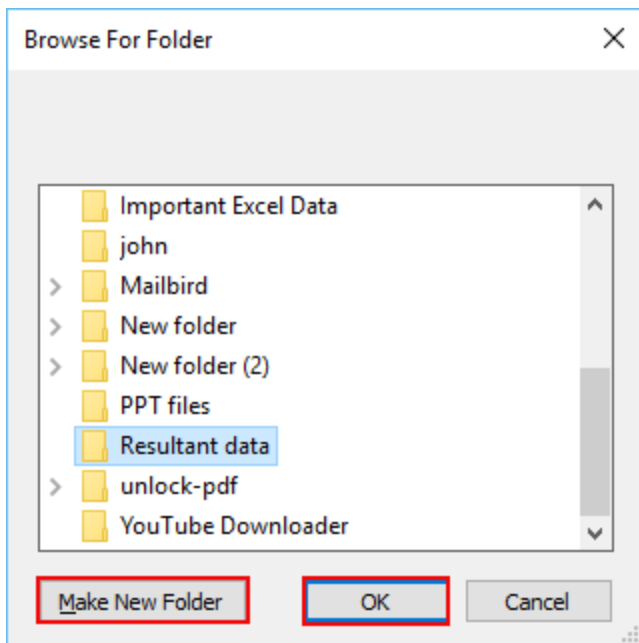 Browse For Folder
Important Excel Data
john
Mailbird
New folder
New folder (2)
PPT files
Resultant data
unlock-pdf
YouTube Downloader
Make New Folder OK Cancel